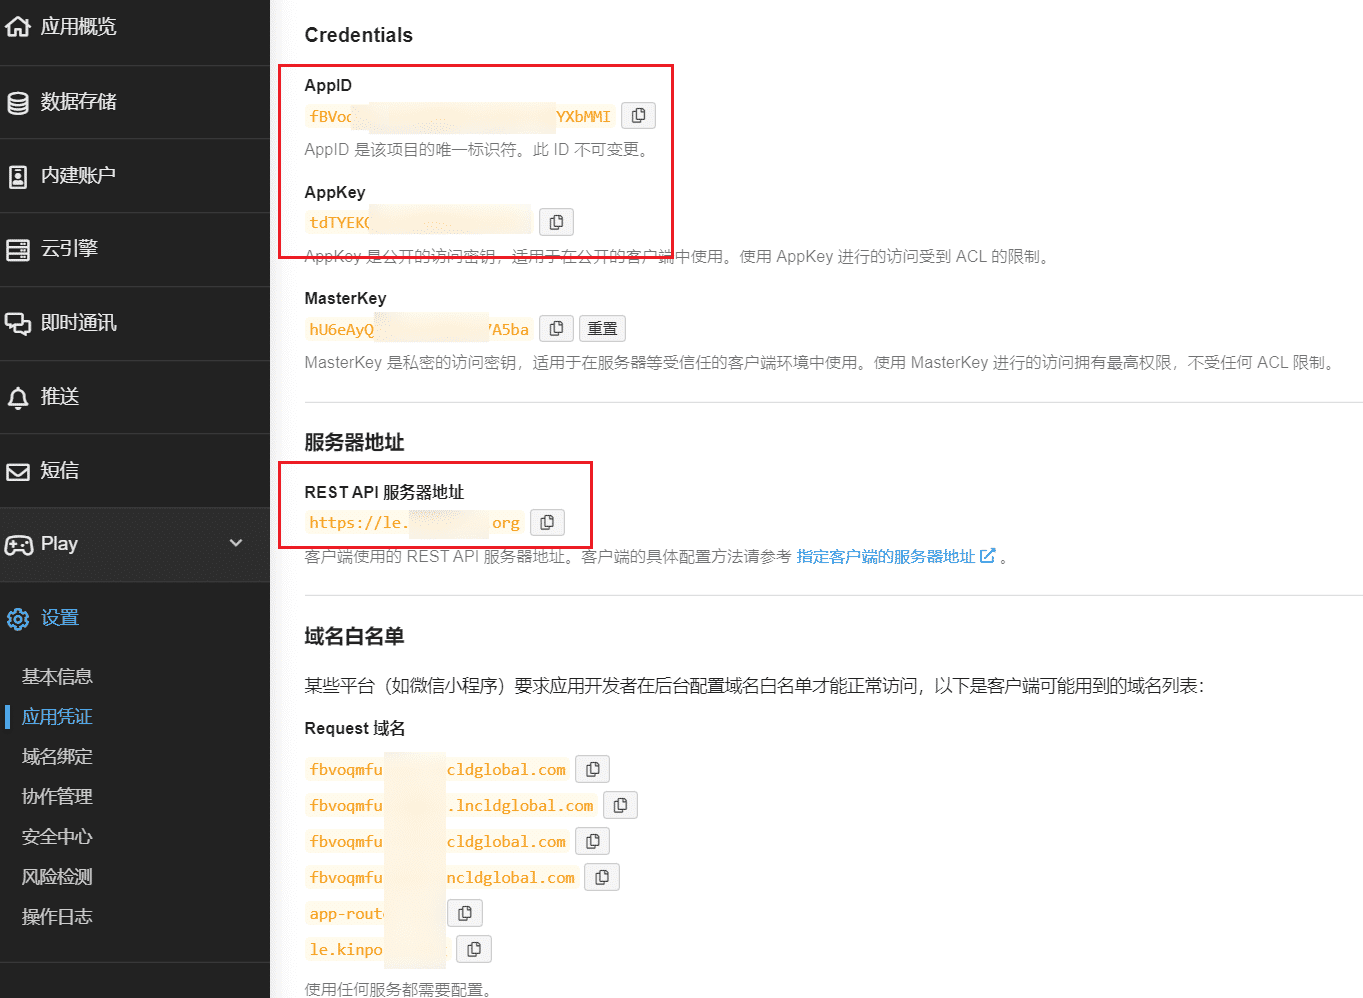 应用概览
数据存储
内建账户
云引擎
即时通讯
推送
短信
Play
设置
基本信息
应用凭证
域名绑定
协作管理
安全中心
风险检测
操作日志
Credentials
AppID
fBVo YXbMMI
AppID 是该项目的唯一标识符。此 ID 不可变更。
AppKey
tdTYEK
AppKey 是公开的访问密钥，适用于在公开的客户端中使用。使用 AppKey 进行的访问受到 ACL 的限制。
MasterKey
hU6eAyQ A5ba
重置
MasterKey 是私密的访问密钥，适用于在服务器等受信任的客户端环境中使用。使用 MasterKey 进行的访问拥有最高权限，不受任何 ACL 限制。
服务器地址
REST API 服务器地址
https://le. org
客户端使用的 REST API 服务器地址。客户端的具体配置方法请参考 指定客户端的服务器地址 。
域名白名单
某些平台（如微信小程序）要求应用开发者在后台配置域名白名单才能正常访问，以下是客户端可能用到的域名列表：
Request 域名
fbvoqmfu cldglobal.com
fbvoqmfu .lncldglobal.com
fbvoqmfu cldglobal.com
fbvoqmfu ncldglobal.com
app-rout
le.kinpo
使用任何服务都需要配置。